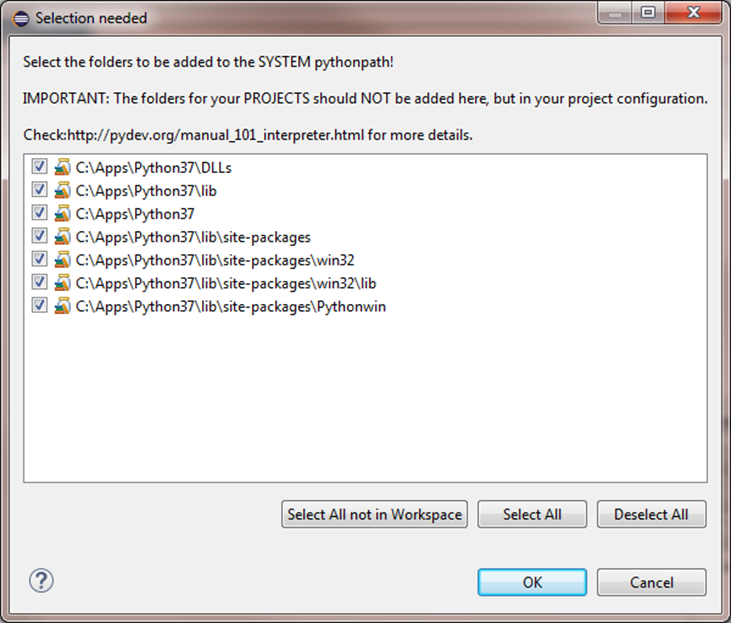 Selection needed
Select the folders to be added to the SYSTEM pythonpath!
IMPORTANT: The folders for your PROJECTS should NOT be added here, but in your project configuration.
Check:http://pydev.org/manual_101_interpreter.html for more details.
C:\Apps\Python37\DLLs
C:\Apps\Python37\lib
C:\Apps\Python37
C:\Apps\Python37\lib\site-packages
C:\Apps\Python37\lib\site-packages\win32
C:\Apps\Python37\lib\site-packages\win32\lib
C:\Apps\Python37\lib\site-packages\Pythonwin
Select All not in Workspace Select All Deselect All
? OK Cancel